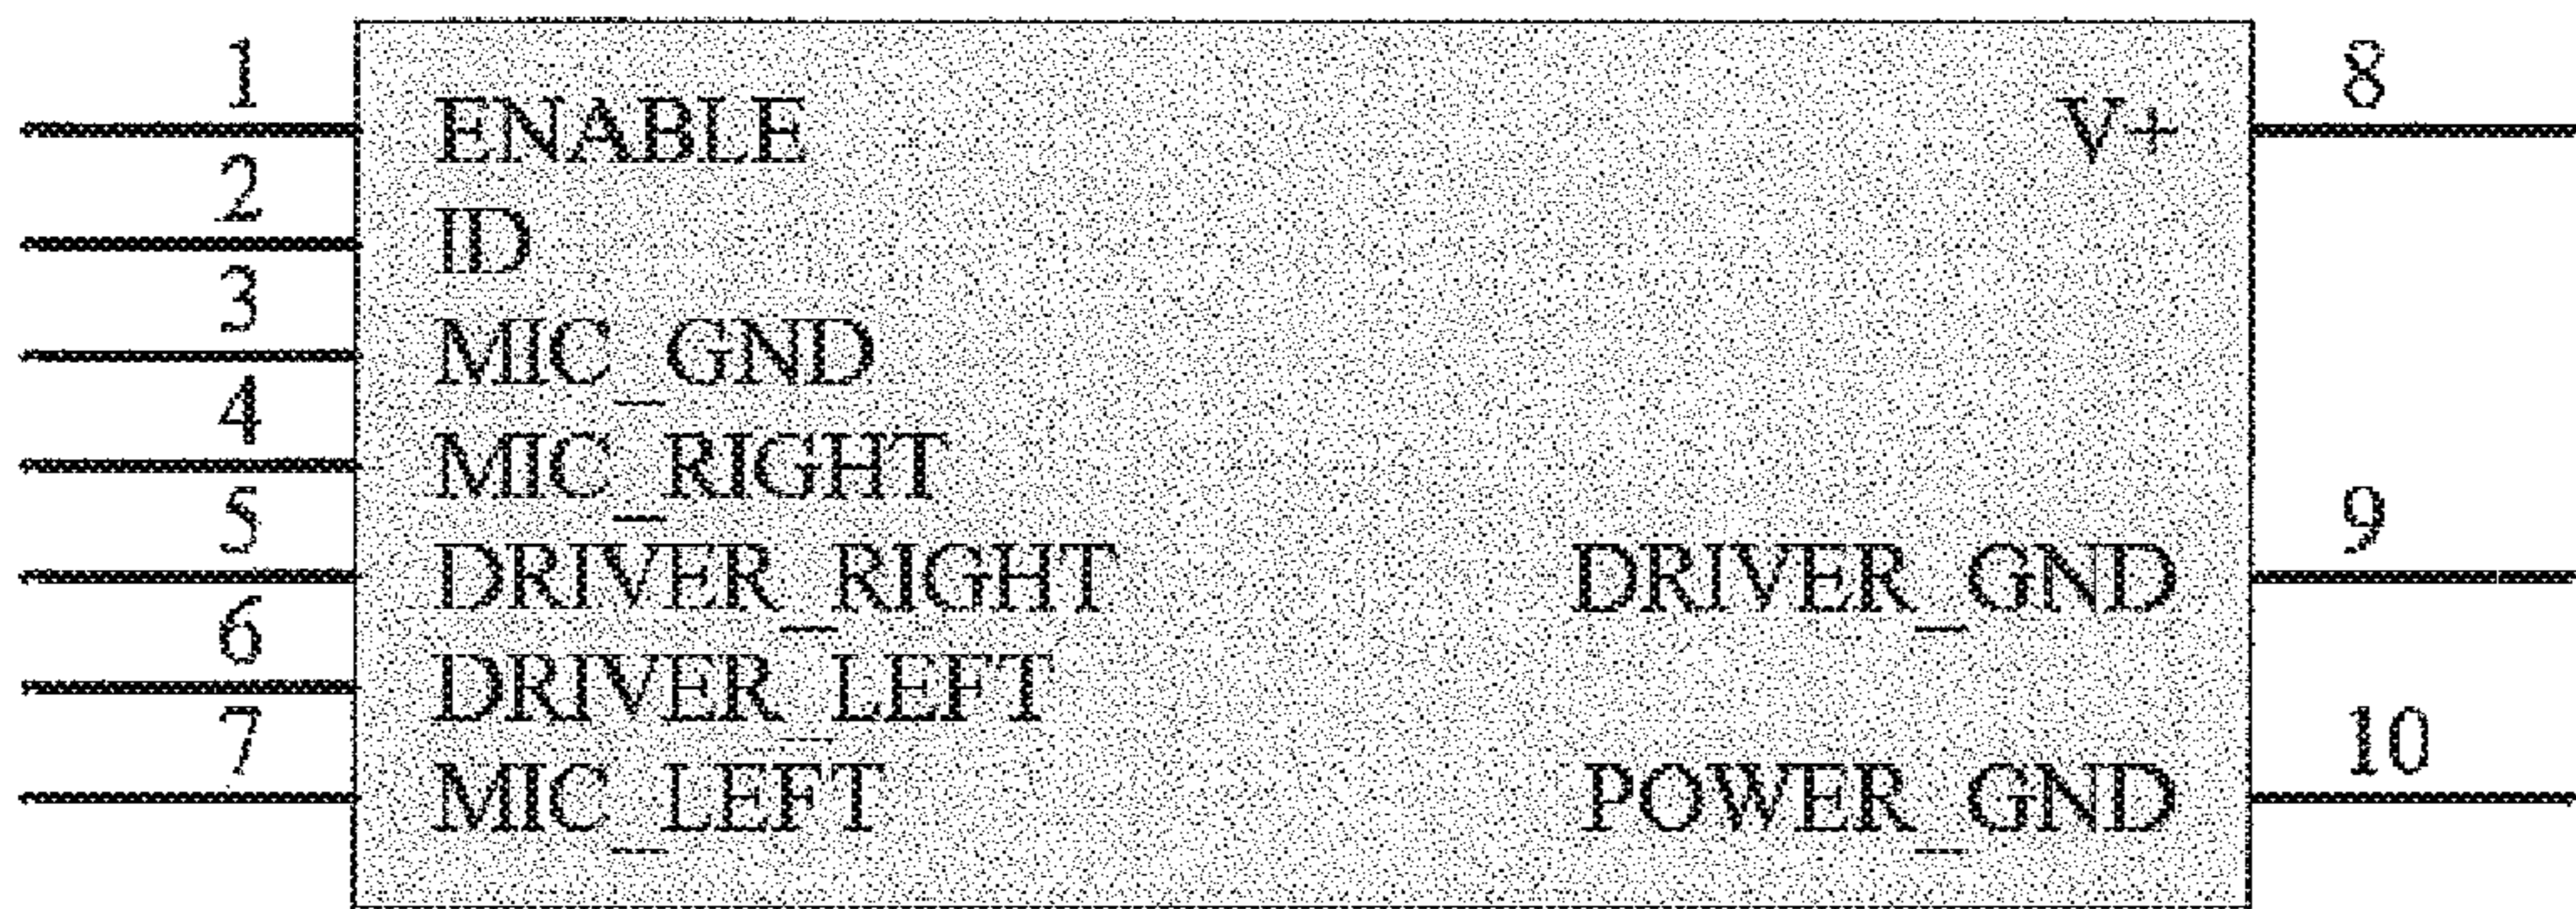 1
ENABLE
2
ID
3
MIC_GND
4
MIC_RIGHT
5
DRIVER_RIGHT
6
DRIVER_LEFT
7
MIC_LEFT
8
V+
9
DRIVER_GND
10
POWER_GND